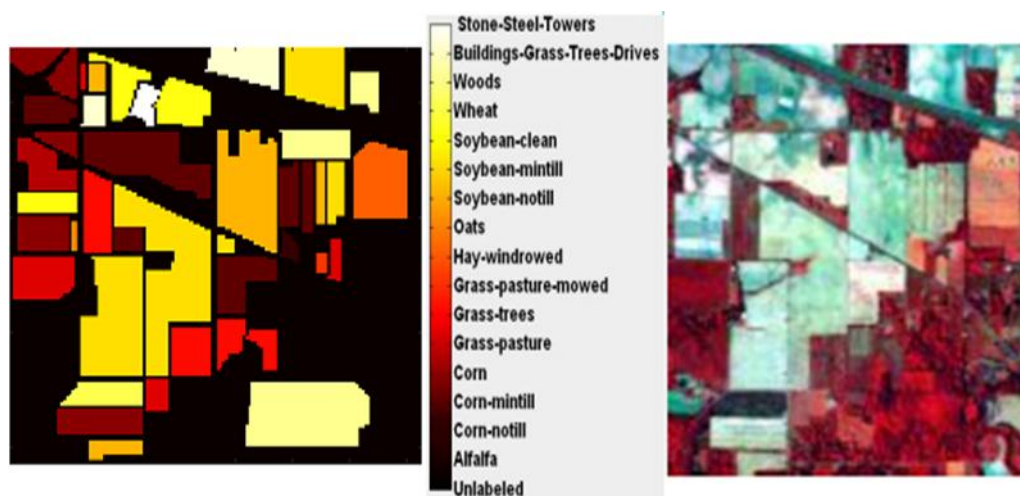 Stone-Steel-Towers
Buildings-Grass-Trees-Drives
Woods
Wheat
Soybean-clean
Soybean-mintill
Soybean-notill
Oats
Hay-windrowed
Grass-pasture-mowed
Grass-trees
Grass-pasture
Corn
Corn-mintill
Corn-notill
Alfalfa
Unlabeled